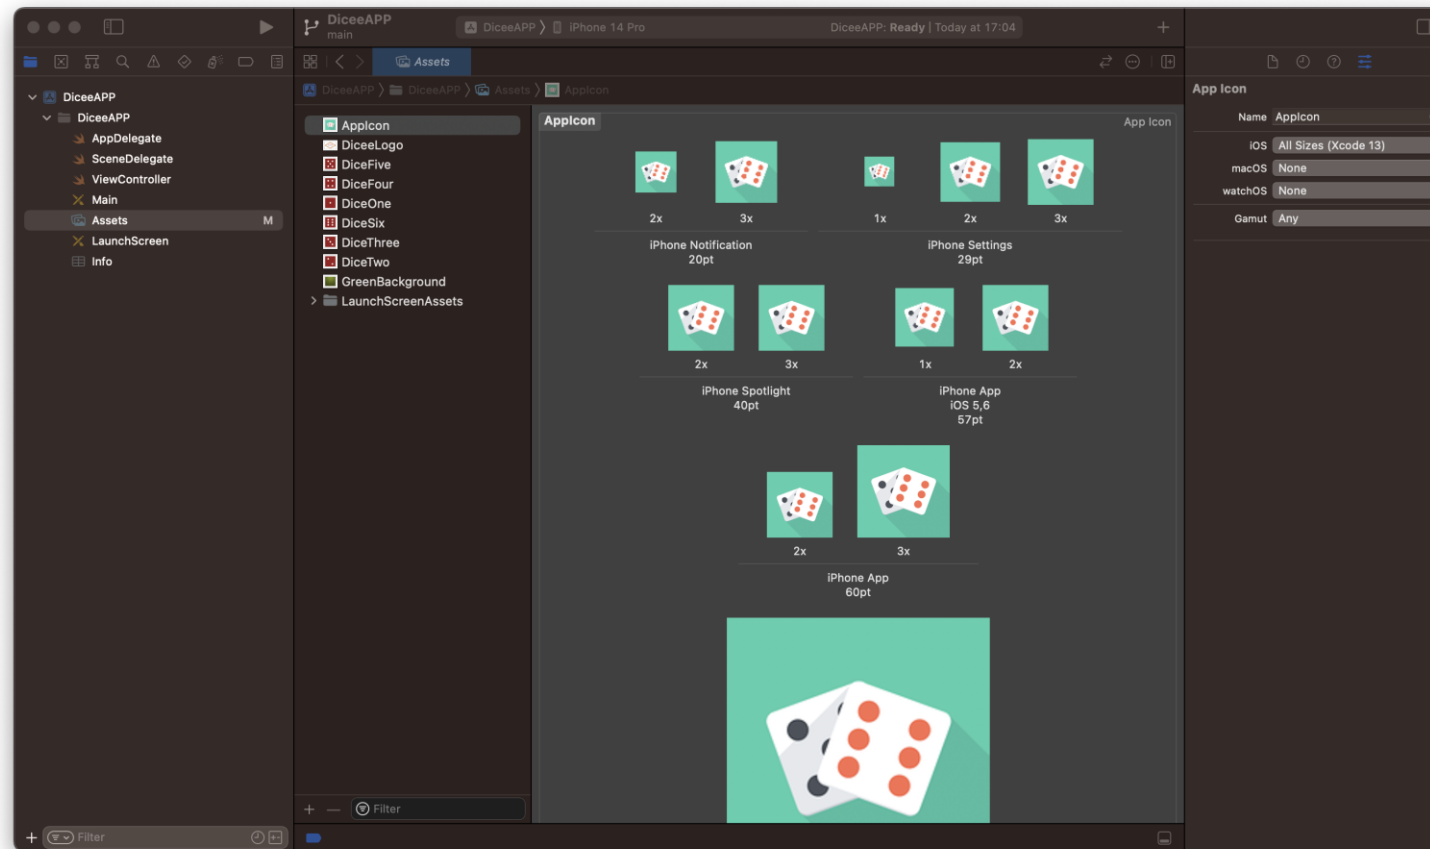 DiceeAPP
main
DiceeAPP
iPhone 14 Pro
DiceeAPP: Ready | Today at 17:04
Assets
DiceeAPP
DiceeAPP
Assets
AppIcon
DiceeAPP
DiceeAPP
AppDelegate
SceneDelegate
ViewController
Main
Assets
M
LaunchScreen
Info
Filter
AppIcon
DiceeLogo
DiceFive
DiceFour
DiceOne
DiceSix
DiceThree
DiceTwo
GreenBackground
LaunchScreenAssets
Filter
AppIcon
App Icon
2x
3x
iPhone Notification
20pt
1x
2x
3x
iPhone Settings
29pt
2x
3x
iPhone Spotlight
40pt
1x
2x
iPhone App
iOS 5,6
57pt
2x
3x
iPhone App
60pt
App Icon
Name AppIcon
iOS All Sizes (Xcode 13)
macOS None
watchOS None
Gamut Any